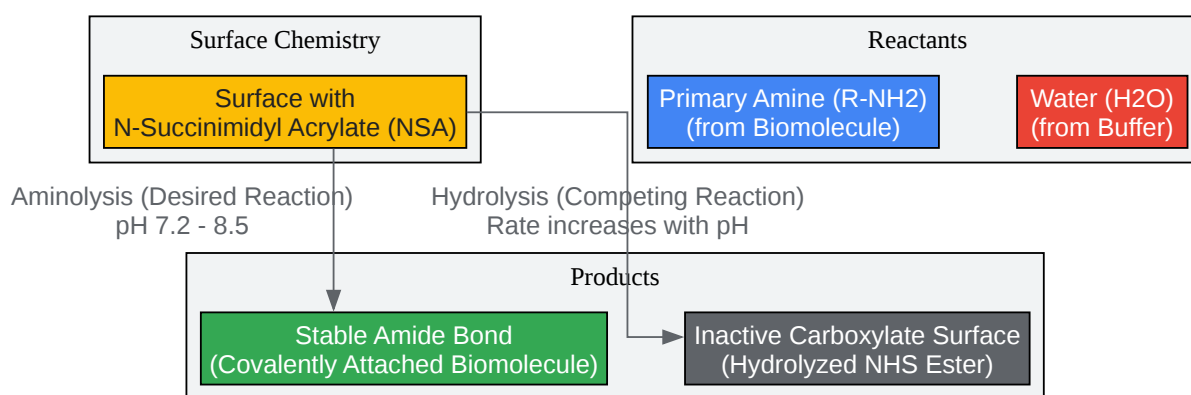 Surface Chemistry
Surface with
N-Succinimidyl Acrylate (NSA)
Reactants
Primary Amine (R-NH2)
(from Biomolecule)
Water (H2O)
(from Buffer)
Aminolysis (Desired Reaction)
pH 7.2 - 8.5
Hydrolysis (Competing Reaction)
Rate increases with pH
Products
Stable Amide Bond
(Covalently Attached Biomolecule)
Inactive Carboxylate Surface
(Hydrolyzed NHS Ester)